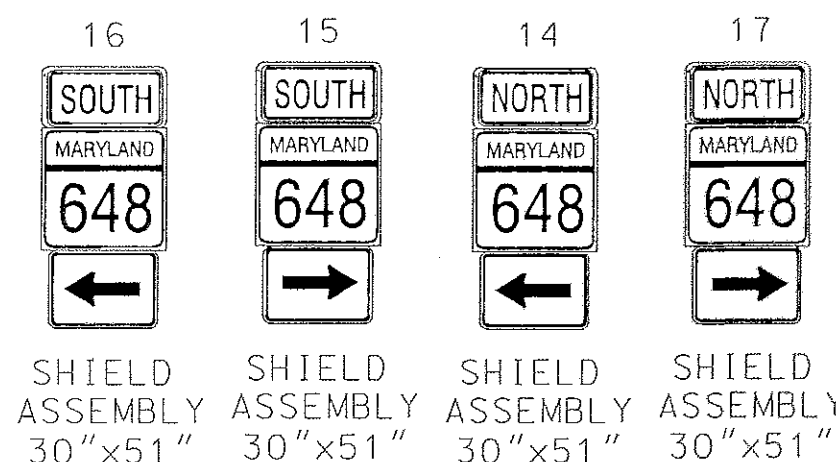 16
SOUTH
MARYLAND
648
SHIELD
ASSEMBLY
30"x51"
15
SOUTH
MARYLAND
648
SHIELD
ASSEMBLY
30"x51"
14
NORTH
MARYLAND
648
SHIELD
ASSEMBLY
30"x51"
17
NORTH
MARYLAND
648
SHIELD
ASSEMBLY
30"x51"